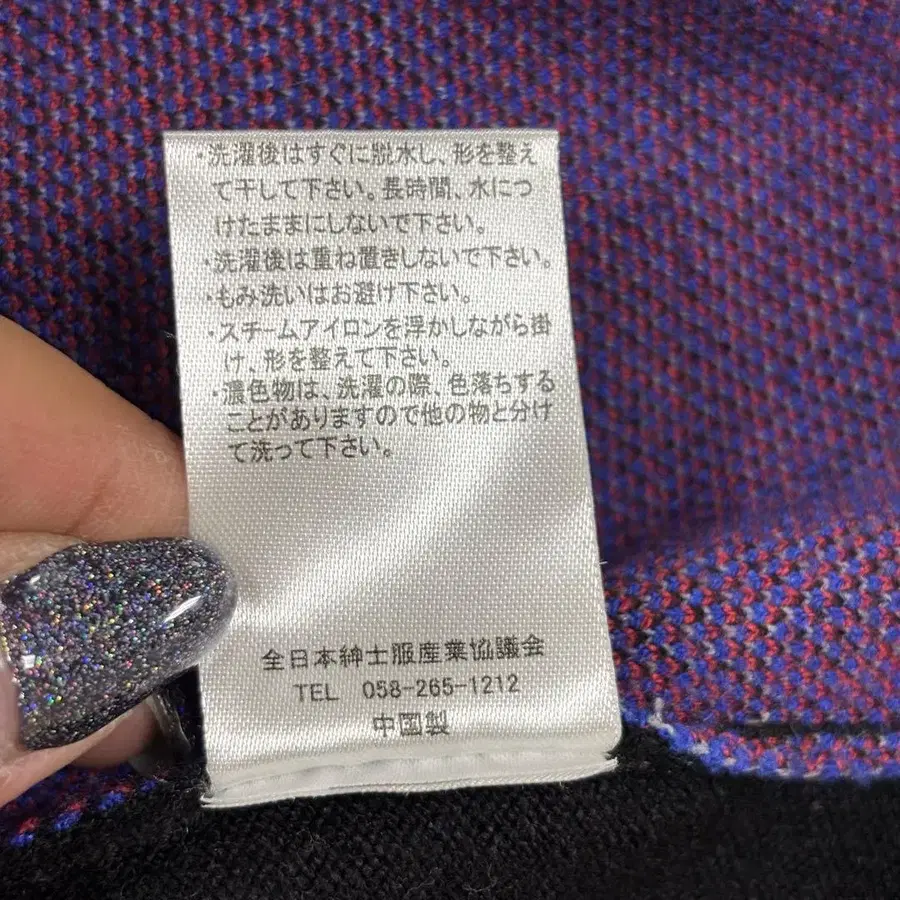 ・洗濯後はすぐに脱水し、形を整え
て干して下さい。長時間、水につ
けたままにしないで下さい。
・洗濯後は重ね置きしないで下さい。
・もみ洗いはお避け下さい。
・スチームアイロンを浮かしながら掛
け、形を整えて下さい。
・濃色物は、洗濯の際、色落ちする
ことがありますので他の物と分け
て洗って下さい。
全日本紳士服産業協議会
TEL 058-265-1212
中国製